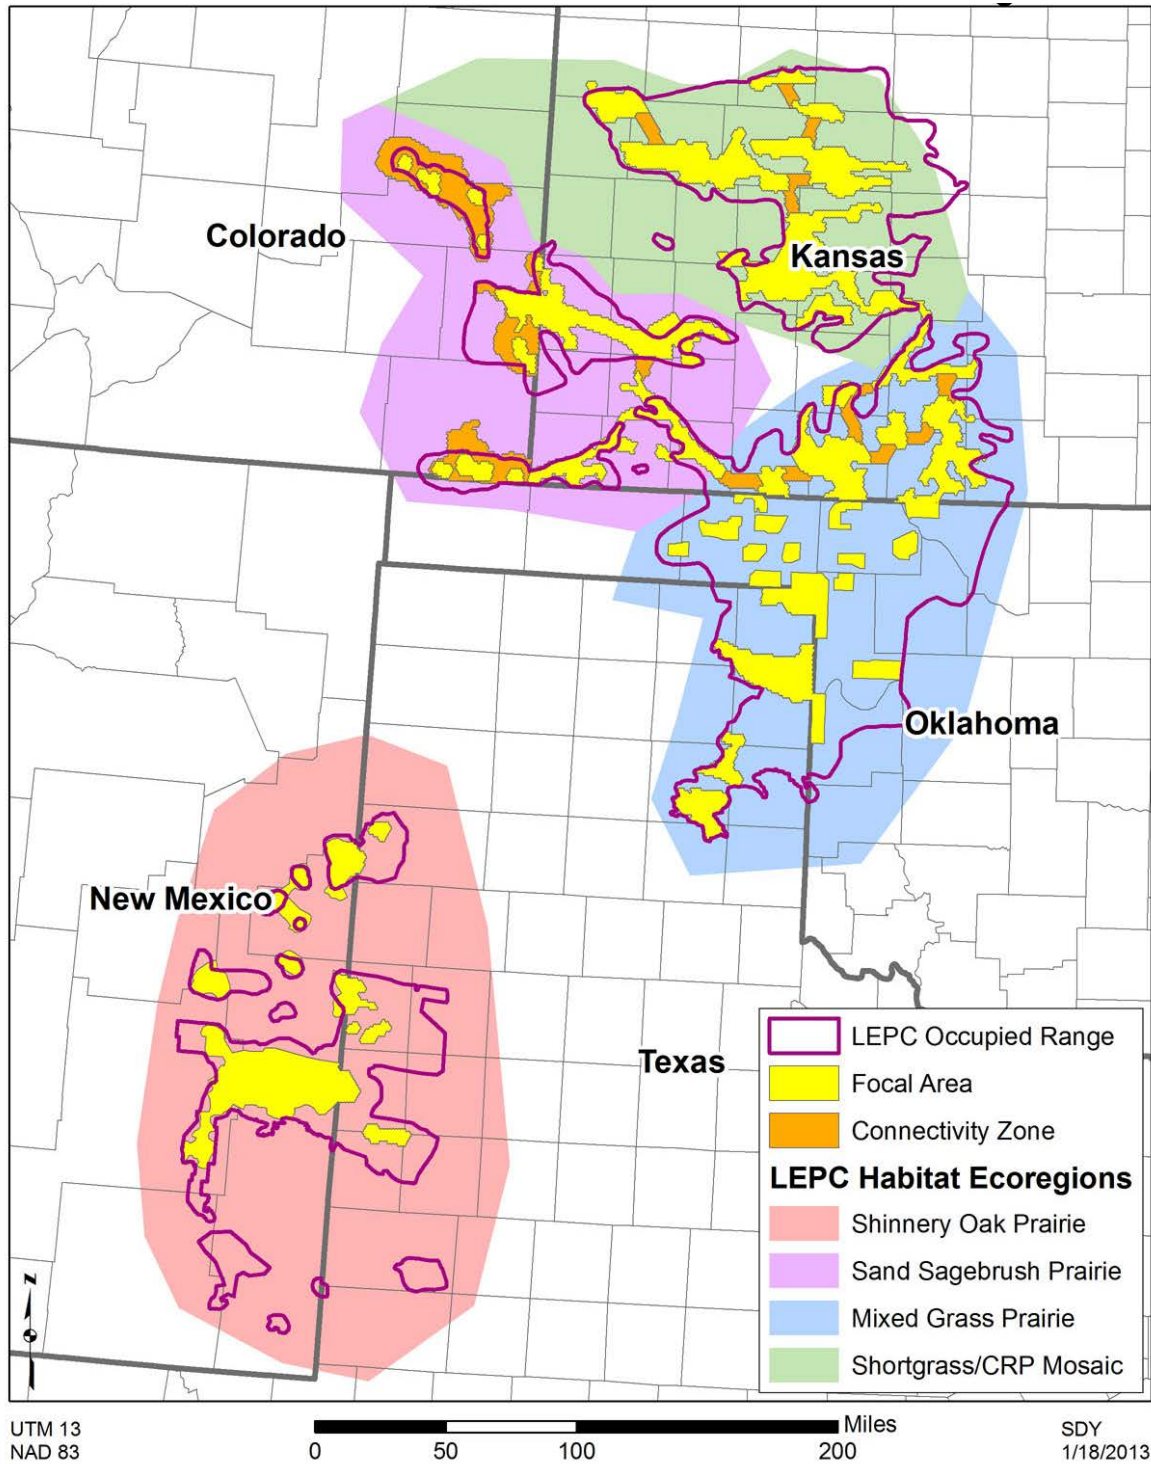 Colorado
Kansas
Oklahoma
New Mexico
Texas
LEPC Occupied Range
Focal Area
Connectivity Zone
LEPC Habitat Ecoregions
Shinnery Oak Prairie
Sand Sagebrush Prairie
Mixed Grass Prairie
Shortgrass/CRP Mosaic
N
UTM 13
NAD 83
Miles
0 50 100 200
SDY
1/18/2013